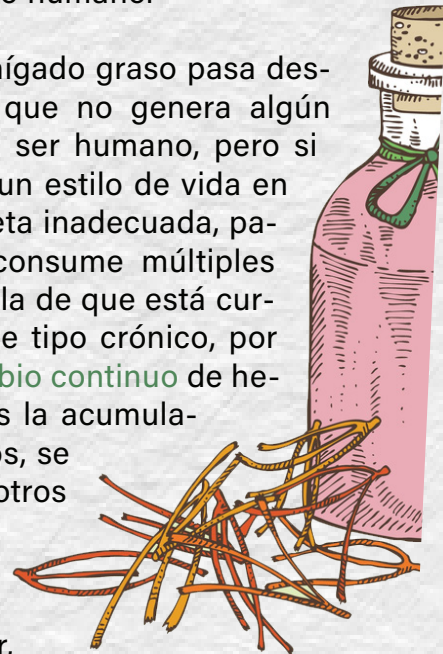 humano.
ígado graso pasa des-
que no genera algún
ser humano, pero si
un estilo de vida en
eta inadecuada, pa-
consume múltiples
la de que está cur-
e tipo crónico, por
bio continuo de he-
s la acumula-
os, se
otros
r.